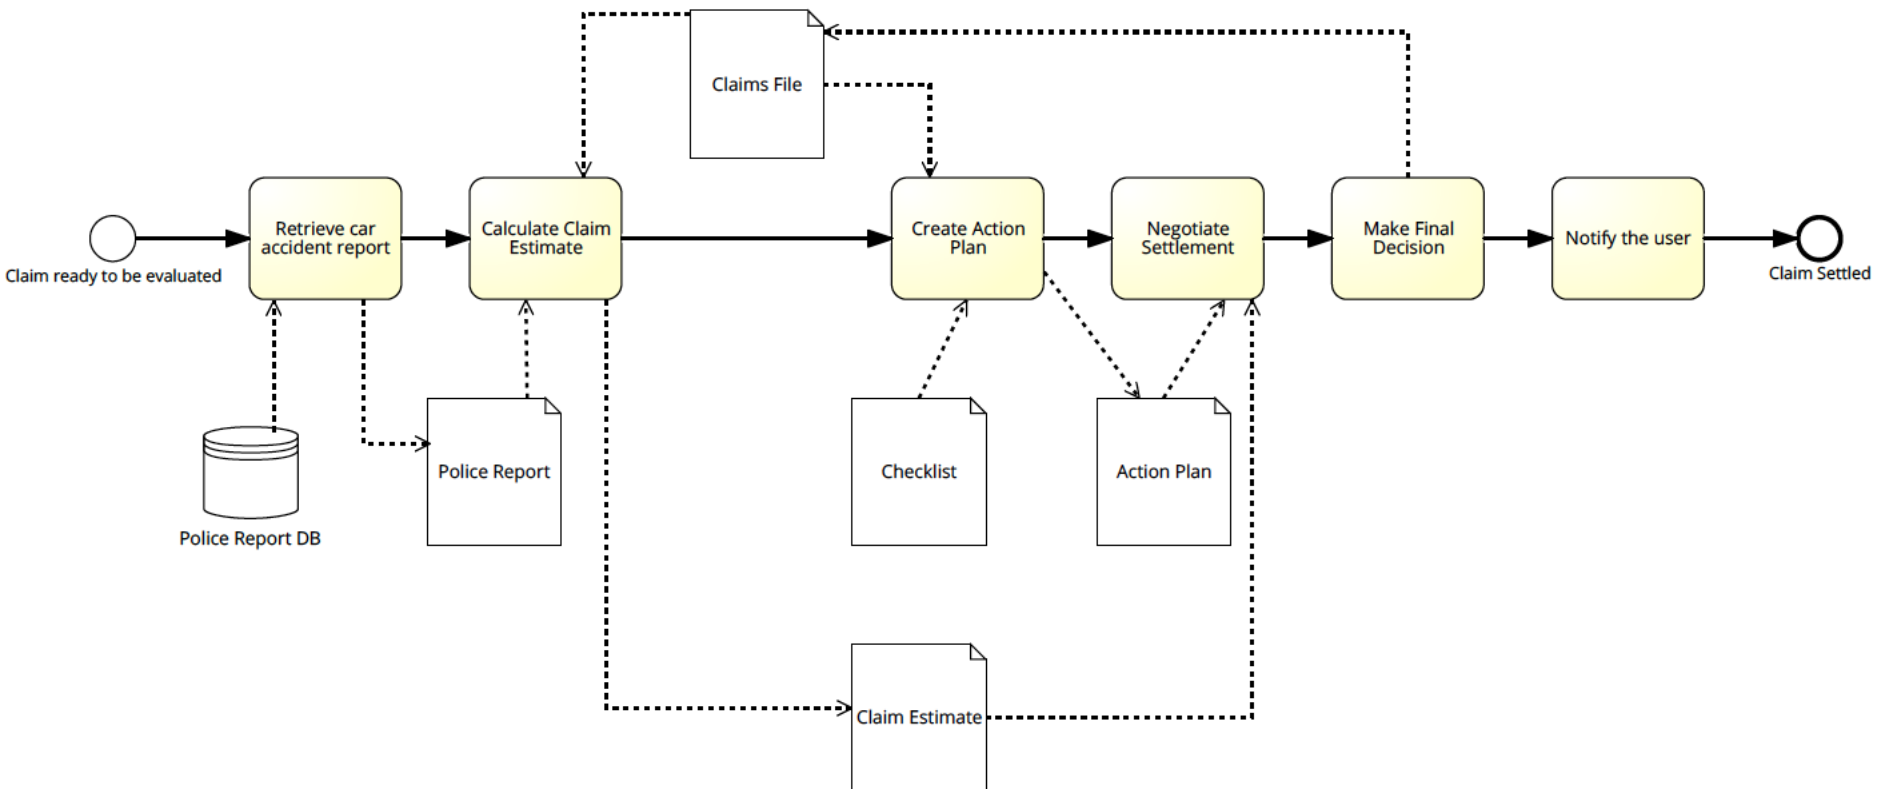 Claims File
Retrieve car
accident report
Calculate Claim
Estimate
Create Action
Plan
Negotiate
Settlement
Make Final
Decision
Notify the user
Claim ready to be evaluated
Claim Settled
Police Report
Checklist
Action Plan
Police Report DB
Claim Estimate